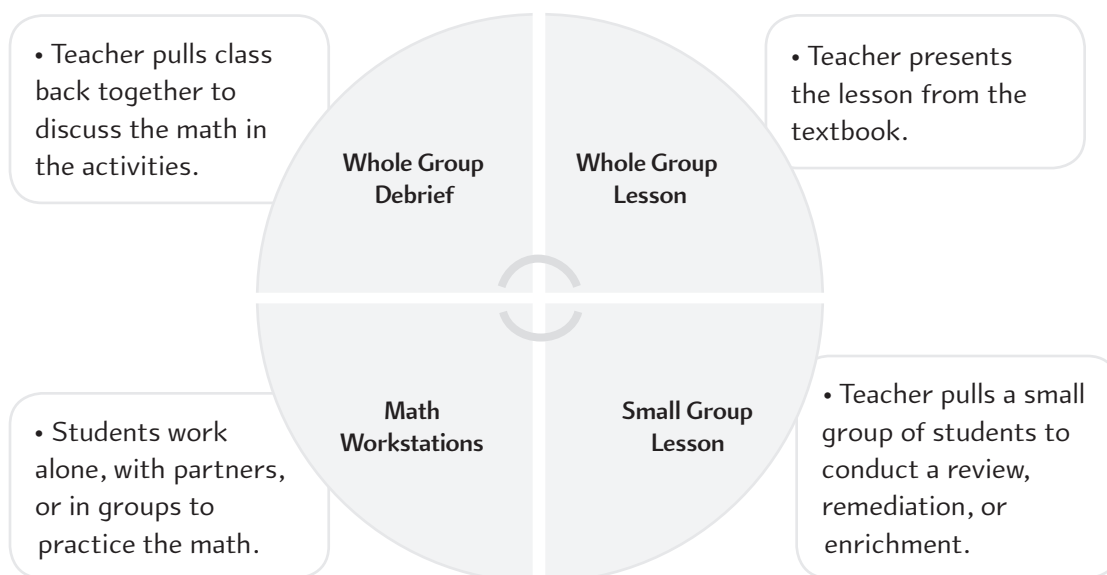 • Teacher pulls class
back together to
discuss the math in
the activities.
• Teacher presents
the lesson from the
textbook.
Whole Group
Debrief
Whole Group
Lesson
Math
Workstations
Small Group
Lesson
• Students work
alone, with partners,
or in groups to
practice the math.
• Teacher pulls a small
group of students to
conduct a review,
remediation, or
enrichment.